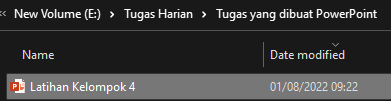 « New Volume (E:) > Tugas Harian > Tugas yang dibuat PowerPoint
Name Date modified
Latihan Kelompok 4 01/08/2022 09:22